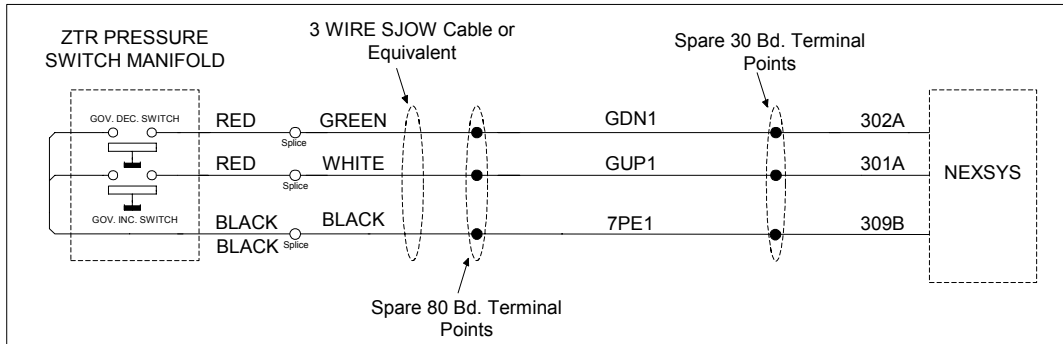 ZTR PRESSURE
SWITCH MANIFOLD
3 WIRE SJOW Cable or
Equivalent
Spare 30 Bd. Terminal
Points
GOV. DEC. SWITCH
RED
Splice
GREEN
GDN1
302A
RED
Splice
WHITE
GUP1
301A
NEXSYS
GOV. INC. SWITCH
BLACK
BLACK
Splice
BLACK
7PE1
309B
Spare 80 Bd. Terminal
Points